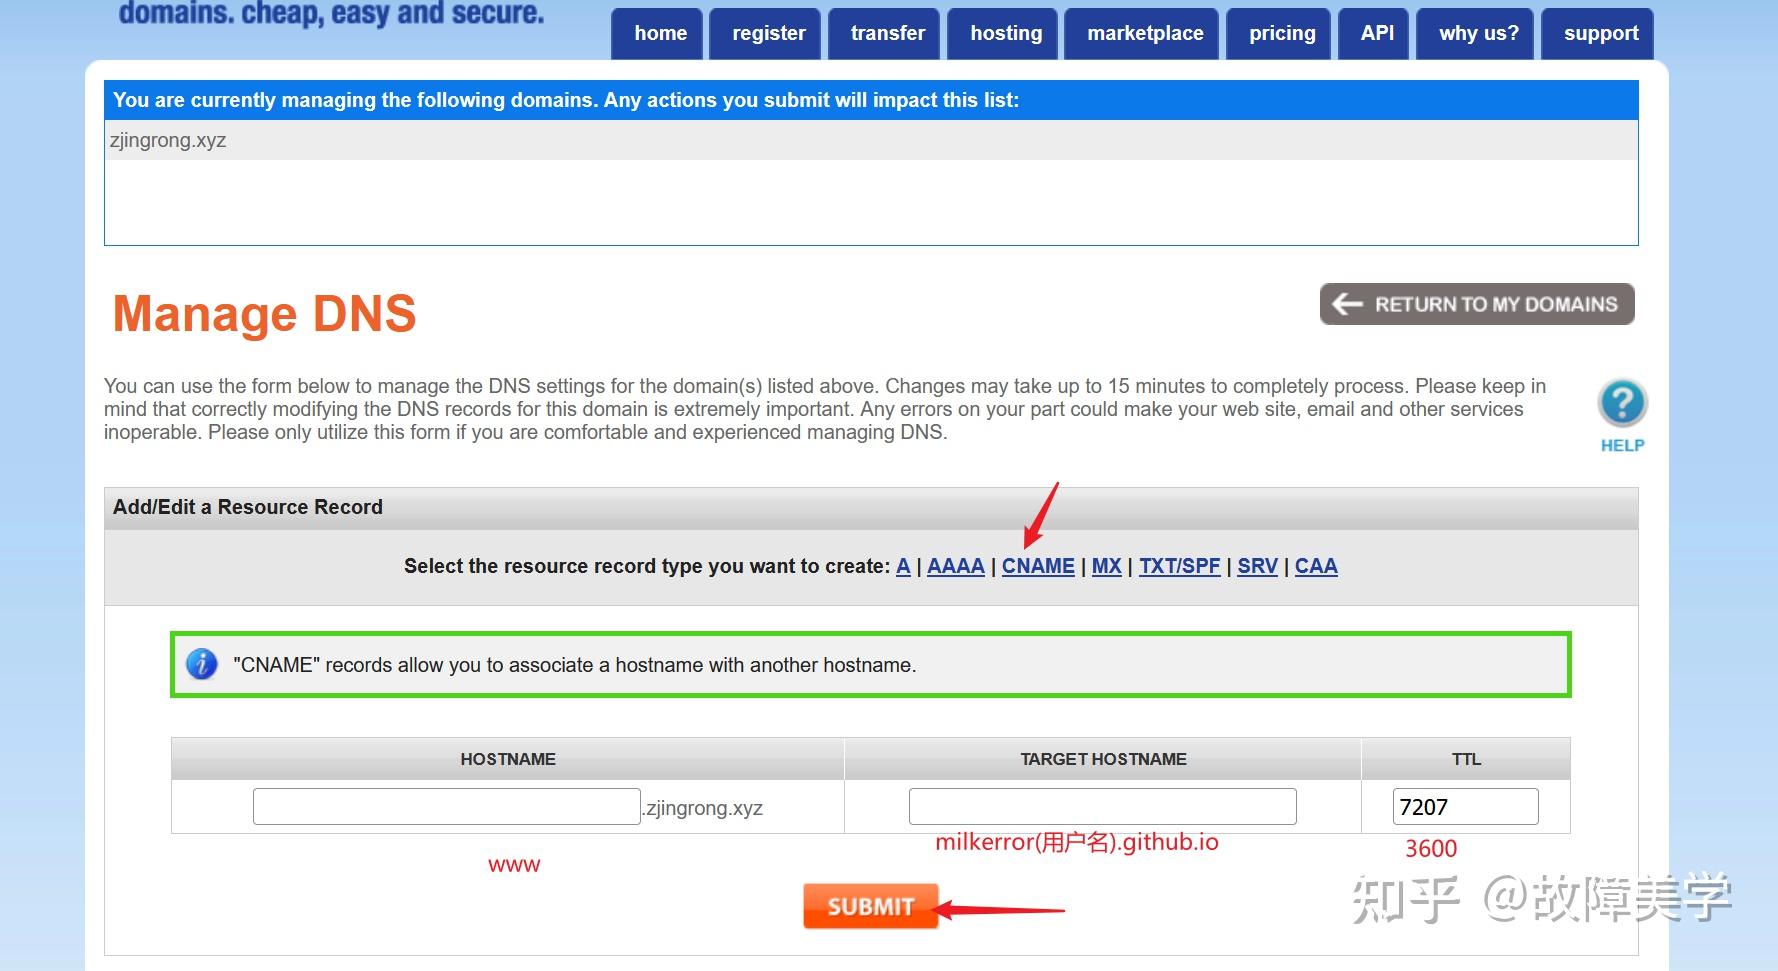 domains. cheap, easy and secure.
home register transfer hosting marketplace pricing API why us? support
You are currently managing the following domains. Any actions you submit will impact this list:
zjingrong.xyz
Manage DNS
RETURN TO MY DOMAINS
You can use the form below to manage the DNS settings for the domain(s) listed above. Changes may take up to 15 minutes to completely process. Please keep in
mind that correctly modifying the DNS records for this domain is extremely important. Any errors on your part could make your web site, email and other services
inoperable. Please only utilize this form if you are comfortable and experienced managing DNS.
?
HELP
Add/Edit a Resource Record
Select the resource record type you want to create: A | AAAA | CNAME | MX | TXT/SPF | SRV | CAA
i "CNAME" records allow you to associate a hostname with another hostname.
HOSTNAME TARGET HOSTNAME TTL
.zjingrong.xyz 7207
milkerror(用户名).github.io 3600
www
SUBMIT
知乎 @故障美学